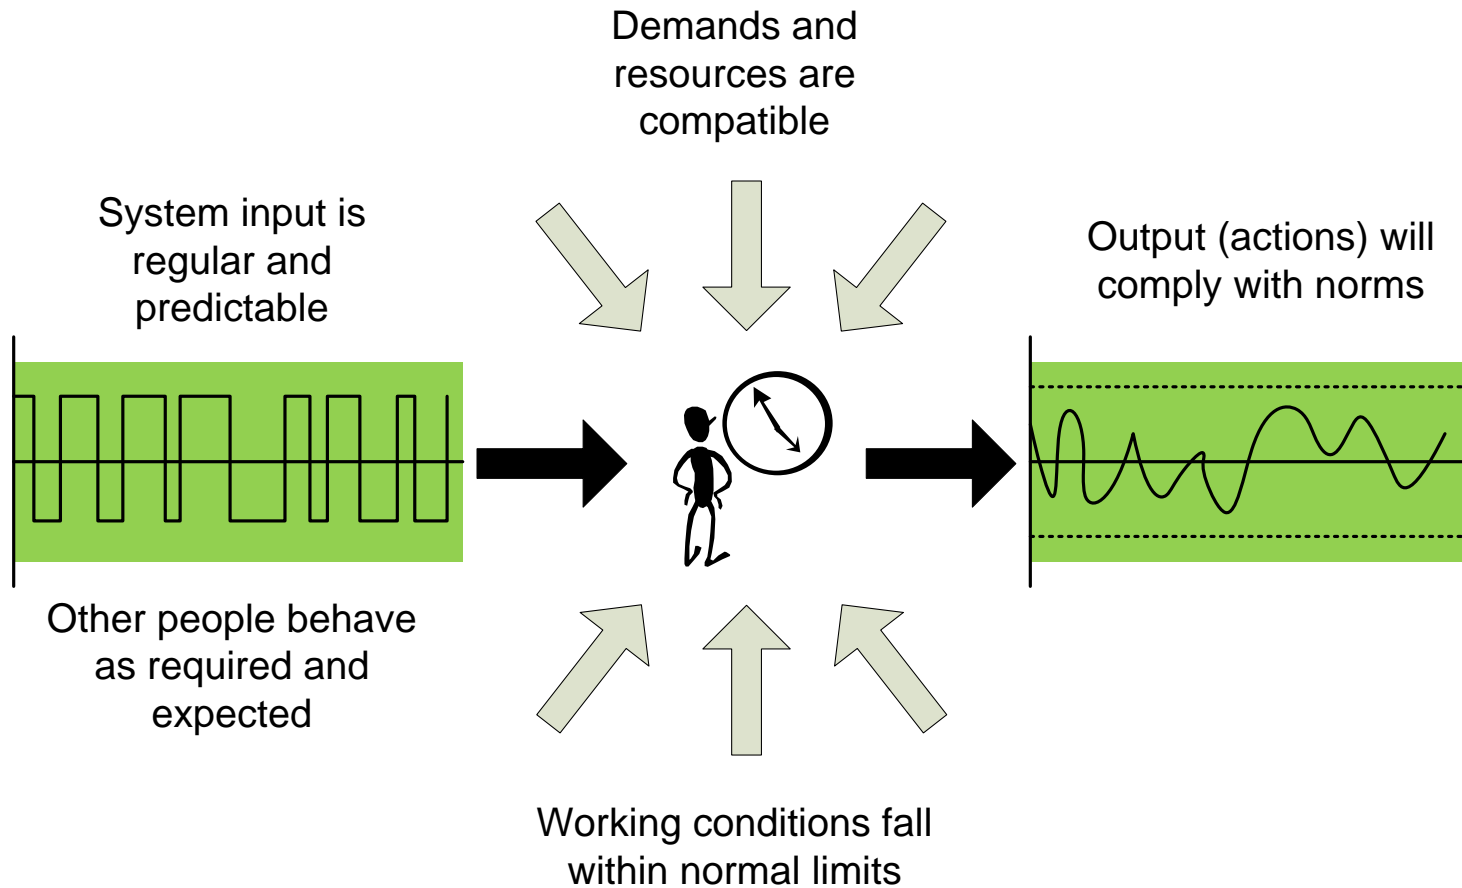 Demands and
resources are
compatible
System input is
regular and
predictable
Output (actions) will
comply with norms
Other people behave
as required and
expected
Working conditions fall
within normal limits